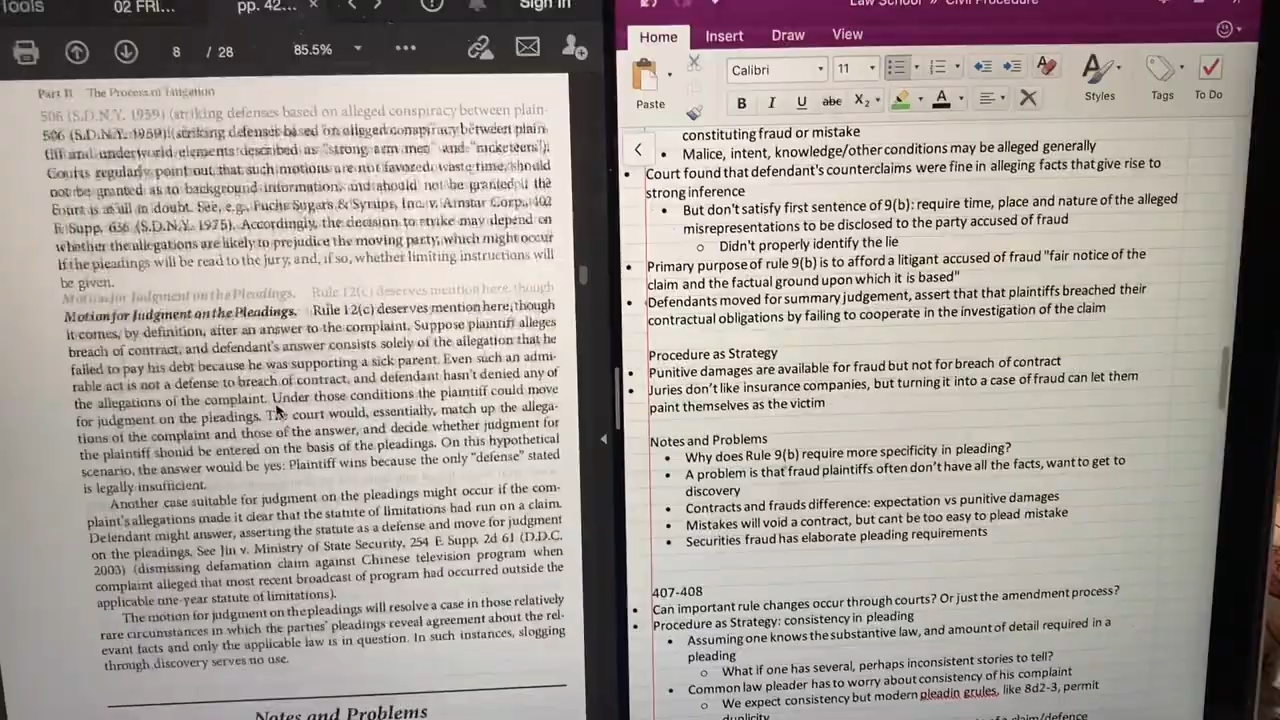 Tools
02 FRI...
pp. 42...
Sign In
8 / 28
85.5%
Part II The Process of Litigation
506 (S.D.N.Y. 1959) (striking defenses based on alleged conspiracy between plain-
506 (S.D.N.Y. 1959) (striking defenses based on alleged conspiracy between plain-
tiff and underworld elements described as "strong arm men" and "racketeers").
Courts regularly point out that such motions are not favored, waste time, should
not be granted as to background information, and should not be granted if the
court is at all in doubt. See, e.g., Fuchs Sugars & Syrups, Inc. v. Amstar Corp., 402
F. Supp. 636 (S.D.N.Y. 1975). Accordingly, the decision to strike may depend on
whether the allegations are likely to prejudice the moving party, which might occur
if the pleadings will be read to the jury, and, if so, whether limiting instructions will
be given.
Motion for Judgment on the Pleadings. Rule 12(c) deserves mention here, though
Motion for Judgment on the Pleadings. Rule 12(c) deserves mention here, though
it comes, by definition, after an answer to the complaint. Suppose plaintiff alleges
breach of contract, and defendant's answer consists solely of the allegation that he
failed to pay his debt because he was supporting a sick parent. Even such an admi-
rable act is not a defense to breach of contract, and defendant hasn't denied any of
the allegations of the complaint. Under those conditions the plaintiff could move
for judgment on the pleadings. The court would, essentially, match up the allega-
tions of the complaint and those of the answer, and decide whether judgment for
the plaintiff should be entered on the basis of the pleadings. On this hypothetical
scenario, the answer would be yes: Plaintiff wins because the only "defense" stated
is legally insufficient.
Another case suitable for judgment on the pleadings might occur if the com-
plaint's allegations made it clear that the statute of limitations had run on a claim.
Defendant might answer, asserting the statute as a defense and move for judgment
on the pleadings. See Jin v. Ministry of State Security, 254 F. Supp. 2d 61 (D.D.C.
2003) (dismissing defamation claim against Chinese television program when
complaint alleged that most recent broadcast of program had occurred outside the
applicable one-year statute of limitations).
The motion for judgment on the pleadings will resolve a case in those relatively
rare circumstances in which the parties' pleadings reveal agreement about the rel-
evant facts and only the applicable law is in question. In such instances, slogging
through discovery serves no use.
Notes and Problems
Law School » Civil Procedure
Home Insert Draw View
Paste
Calibri 11
B I U abc X₂ A
Styles Tags To Do
constituting fraud or mistake
Malice, intent, knowledge/other conditions may be alleged generally
Court found that defendant's counterclaims were fine in alleging facts that give rise to
strong inference
But don't satisfy first sentence of 9(b): require time, place and nature of the alleged
misrepresentations to be disclosed to the party accused of fraud
Didn't properly identify the lie
Primary purpose of rule 9(b) is to afford a litigant accused of fraud "fair notice of the
claim and the factual ground upon which it is based"
Defendants moved for summary judgement, assert that that plaintiffs breached their
contractual obligations by failing to cooperate in the investigation of the claim
Procedure as Strategy
Punitive damages are available for fraud but not for breach of contract
Juries don't like insurance companies, but turning it into a case of fraud can let them
paint themselves as the victim
Notes and Problems
Why does Rule 9(b) require more specificity in pleading?
A problem is that fraud plaintiffs often don't have all the facts, want to get to
discovery
Contracts and frauds difference: expectation vs punitive damages
Mistakes will void a contract, but cant be too easy to plead mistake
Securities fraud has elaborate pleading requirements
407-408
Can important rule changes occur through courts? Or just the amendment process?
Procedure as Strategy: consistency in pleading
Assuming one knows the substantive law, and amount of detail required in a
pleading
What if one has several, perhaps inconsistent stories to tell?
Common law pleader has to worry about consistency of his complaint
We expect consistency but modern pleadin grules, like 8d2-3, permit
duplicity
of a claim/defence